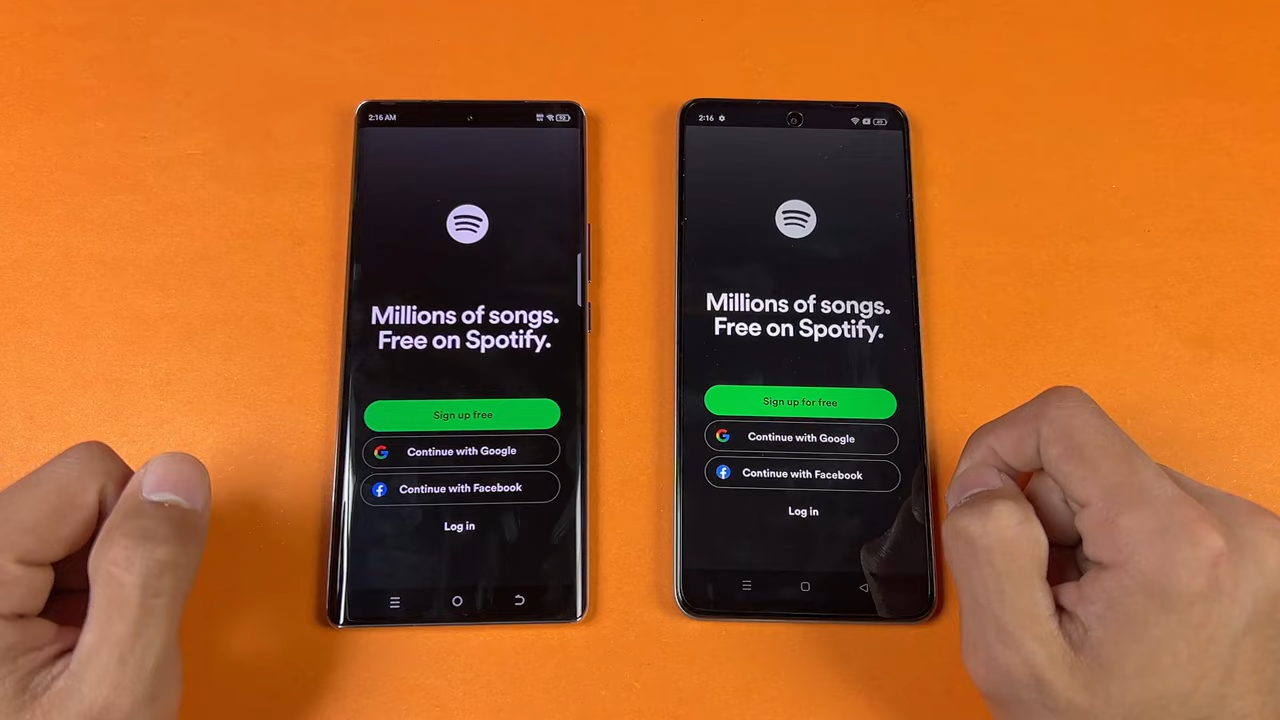 2:16 AM
92
Millions of songs.
Free on Spotify.
Sign up free
Continue with Google
Continue with Facebook
Log in
2:16
Millions of songs.
Free on Spotify.
Sign up for free
Continue with Google
Continue with Facebook
Log in